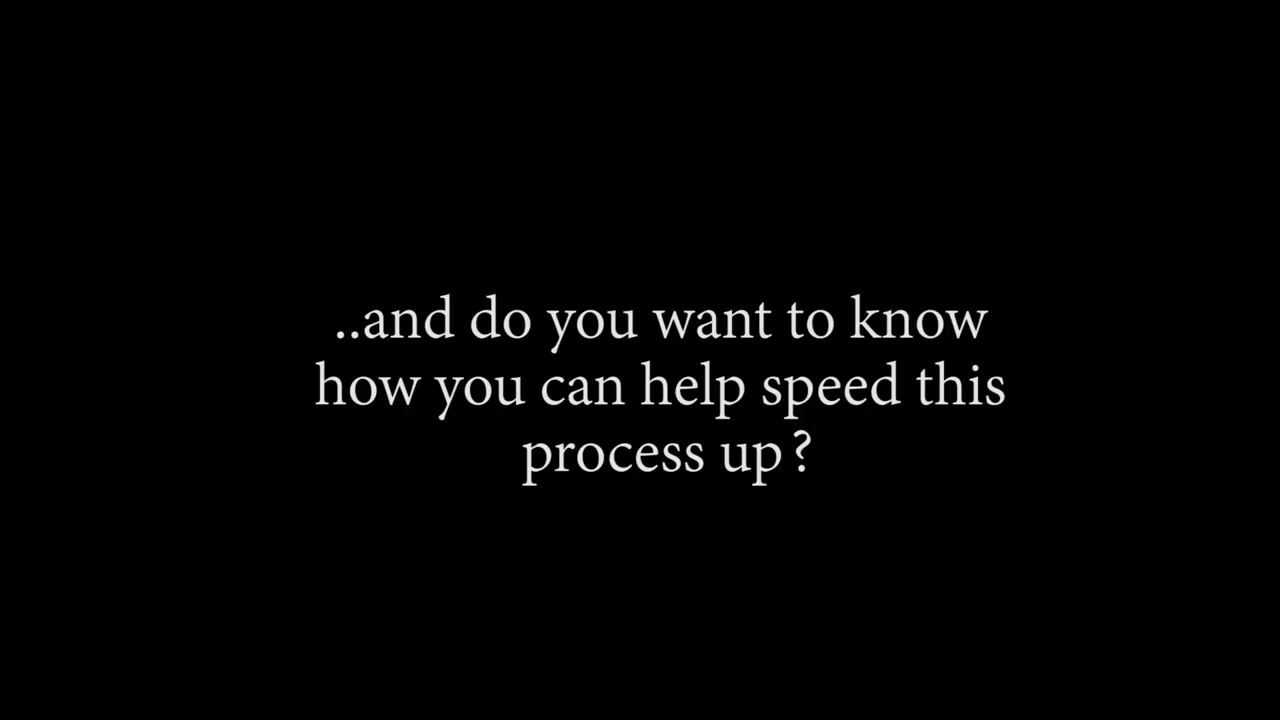 ..and do you want to know
how you can help speed this
process up?